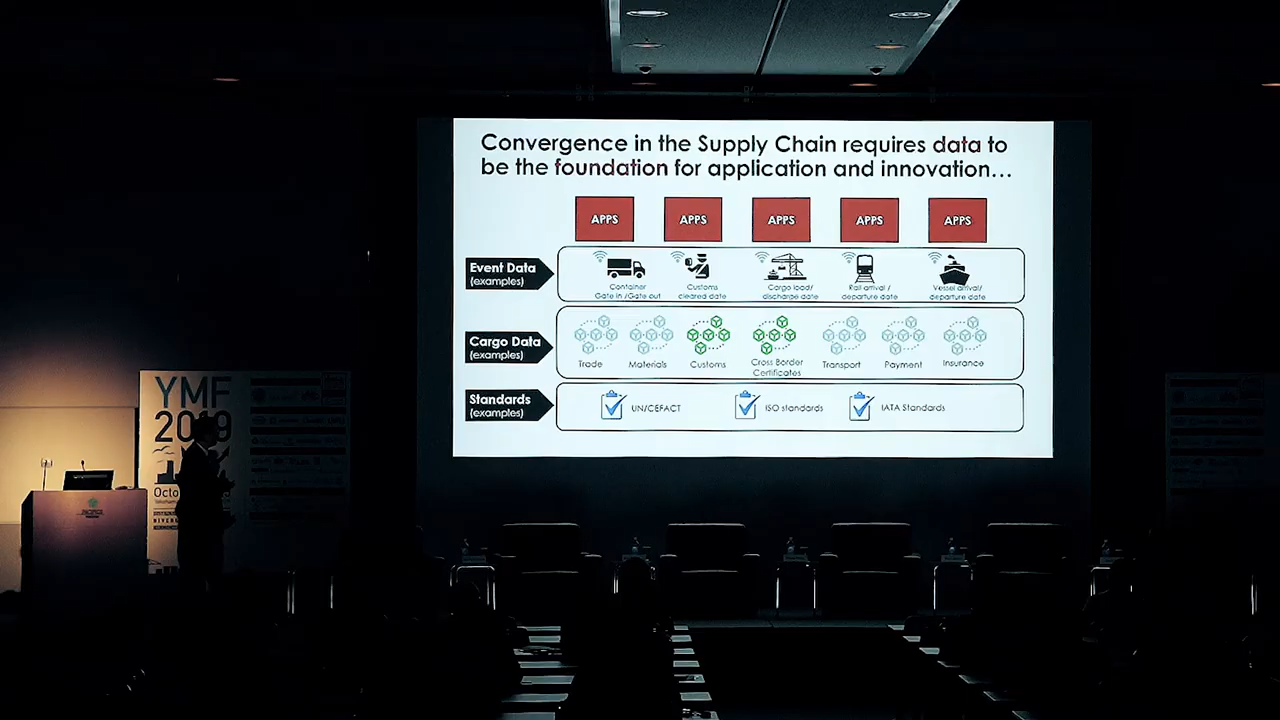 Convergence in the Supply Chain requires data to
be the foundation for application and innovation...
APPS APPS APPS APPS APPS
Event Data
(examples)
Container
Gate in /Gate out
Customs
cleared date
Cargo load/
discharge date
Rail arrival /
departure date
Vessel arrival/
departure date
Cargo Data
(examples)
Trade
Materials
Customs
Cross Border
Certificates
Transport
Payment
Insurance
Standards
(examples)
UN/CEFACT
ISO standards
IATA Standards
YMF
2019